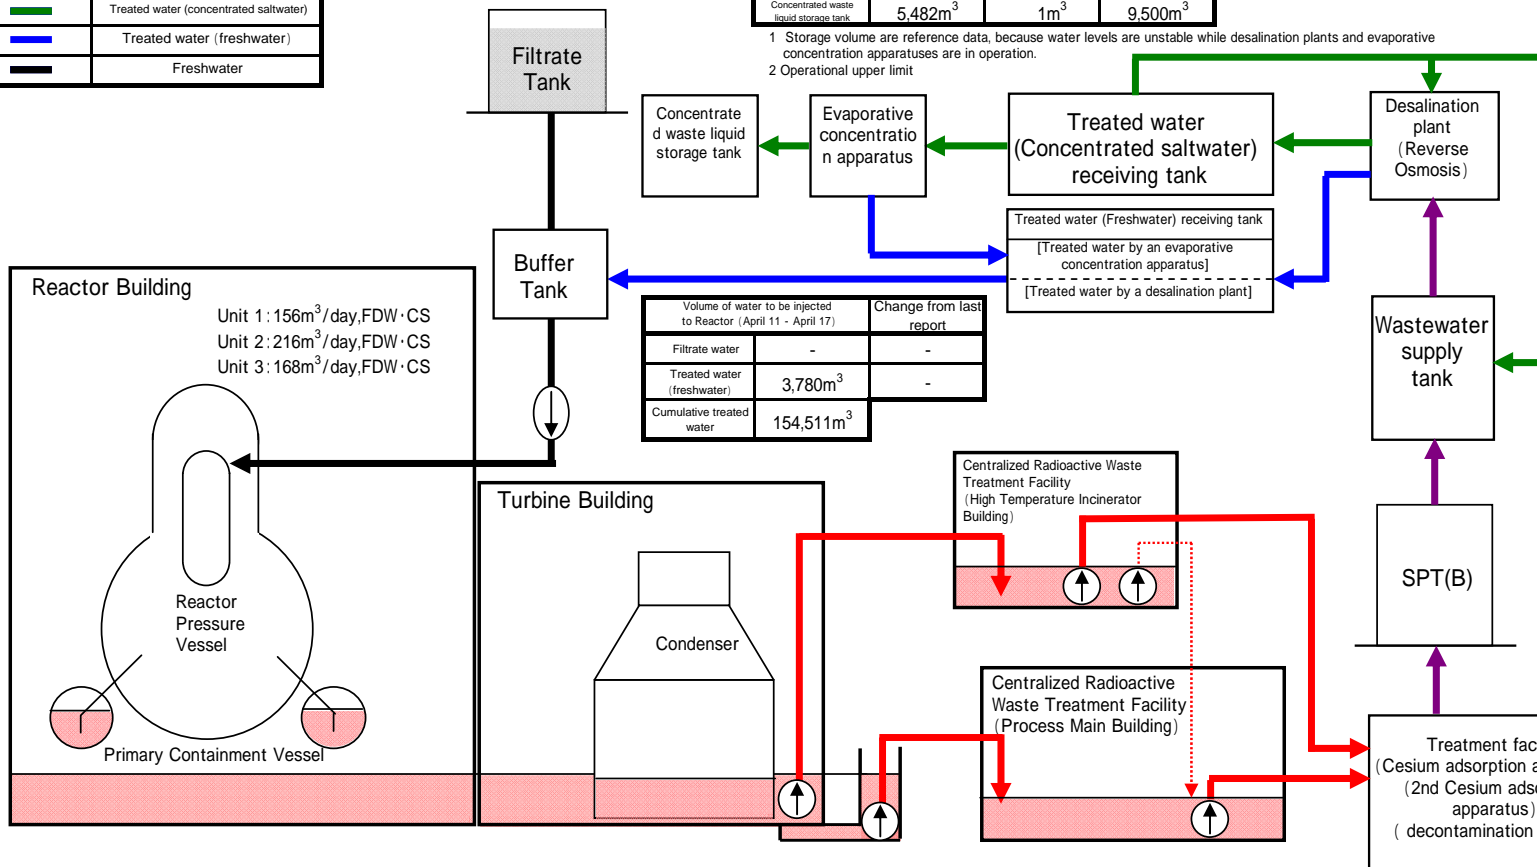 Treated water (concentrated saltwater)
Treated water (freshwater)
Freshwater
Concentrated waste
liquid storage tank
5,482m³
1m³
9,500m³
1 Storage volume are reference data, because water levels are unstable while desalination plants and evaporative
concentration apparatuses are in operation.
2 Operational upper limit
Filtrate
Tank
Concentrate
d waste liquid
storage tank
Evaporative
concentratio
n apparatus
Treated water
(Concentrated saltwater)
receiving tank
Desalination
plant
(Reverse
Osmosis)
Treated water (Freshwater) receiving tank
[Treated water by an evaporative
concentration apparatus]
[Treated water by a desalination plant]
Buffer
Tank
Reactor Building
Unit 1:156m³/day,FDW・CS
Unit 2:216m³/day,FDW・CS
Unit 3:168m³/day,FDW・CS
Volume of water to be injected
to Reactor (April 11 - April 17)
Change from last
report
Filtrate water
-
-
Treated water
(freshwater)
3,780m³
-
Cumulative treated
water
154,511m³
Wastewater
supply
tank
Turbine Building
Centralized Radioactive Waste
Treatment Facility
(High Temperature Incinerator
Building)
SPT(B)
Reactor
Pressure
Vessel
Condenser
Primary Containment Vessel
Centralized Radioactive
Waste Treatment Facility
(Process Main Building)
Treatment fac
(Cesium adsorption a
(2nd Cesium adso
apparatus)
( decontamination